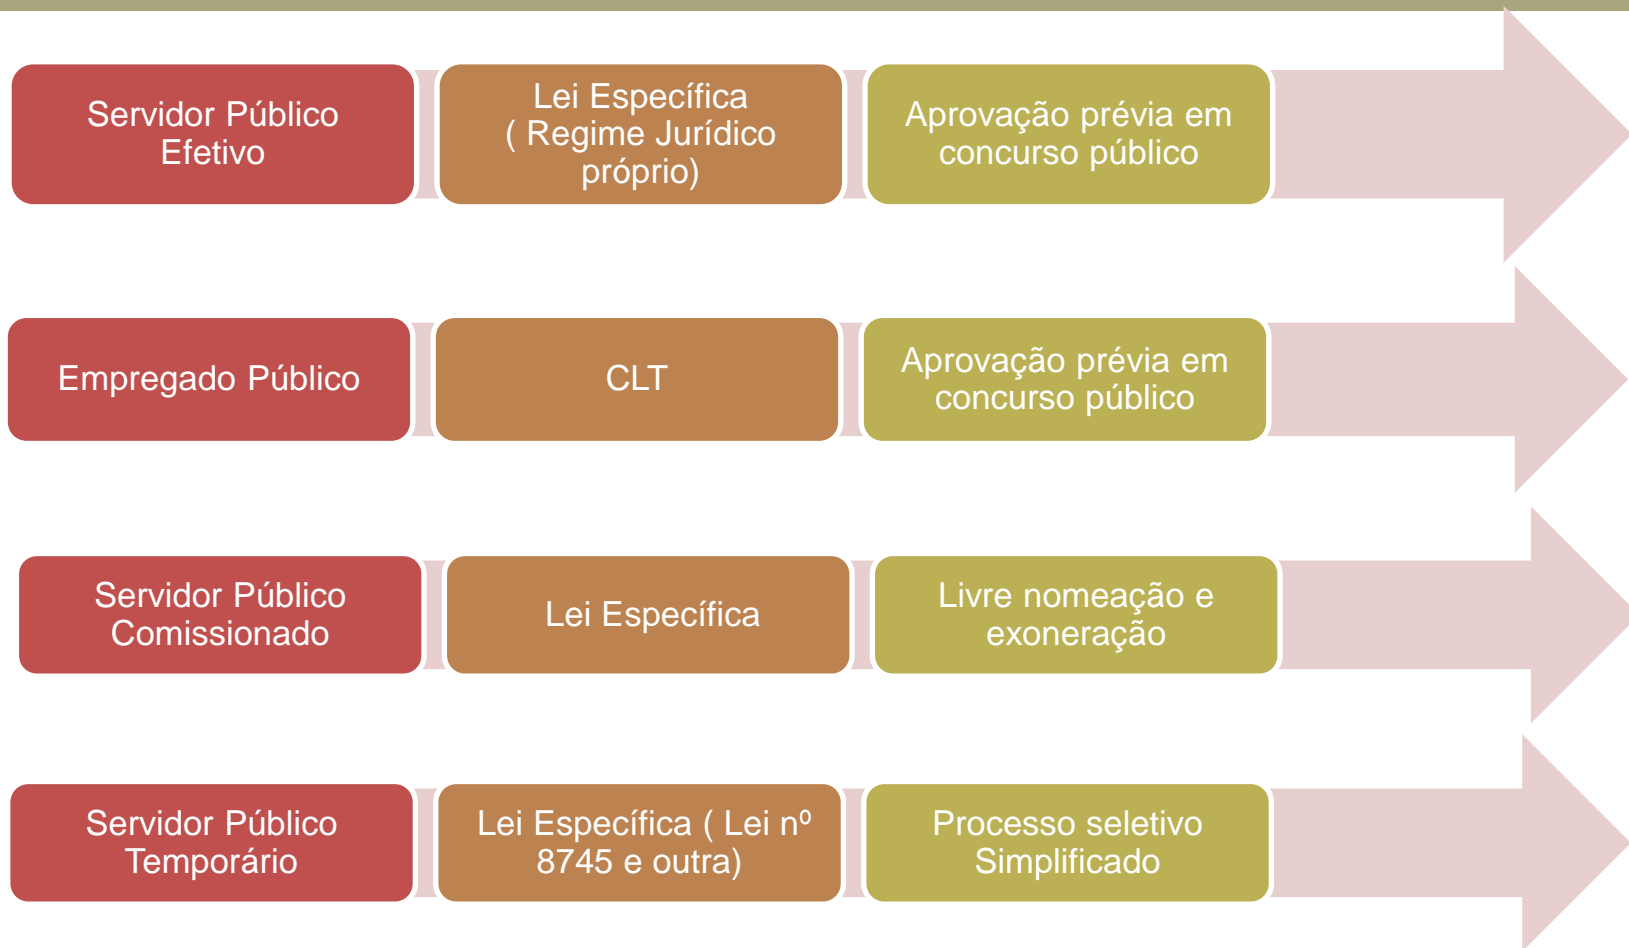 Servidor Público
Efetivo
Lei Específica
( Regime Jurídico
próprio)
Aprovação prévia em
concurso público
Empregado Público
CLT
Aprovação prévia em
concurso público
Servidor Público
Comissionado
Lei Específica
Livre nomeação e
exoneração
Servidor Público
Temporário
Lei Específica ( Lei nº
8745 e outra)
Processo seletivo
Simplificado